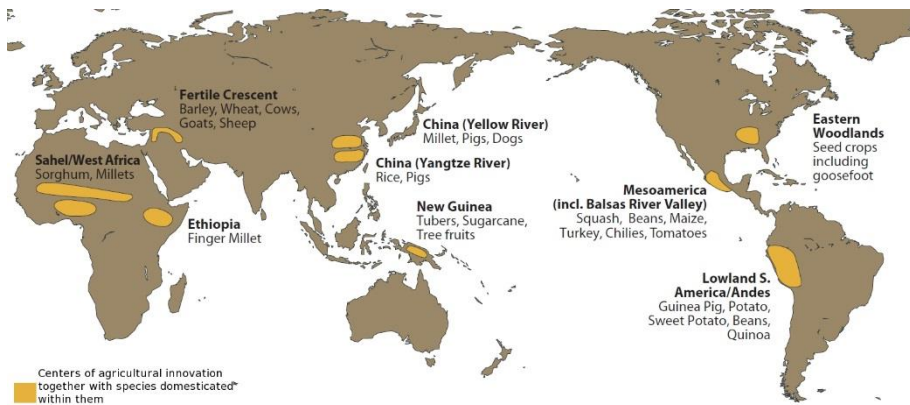 Fertile Crescent
Barley, Wheat, Cows,
Goats, Sheep
Sahel/West Africa
Sorghum, Millets
Ethiopia
Finger Millet
China (Yellow River)
Millet, Pigs, Dogs
China (Yangtze River)
Rice, Pigs
New Guinea
Tubers, Sugarcane,
Tree fruits
Eastern
Woodlands
Seed crops
including
goosefoot
Mesoamerica
(incl. Balsas River Valley)
Squash, Beans, Maize,
Turkey, Chilies, Tomatoes
Lowland S.
America/Andes
Guinea Pig, Potato,
Sweet Potato, Beans,
Quinoa
Centers of agricultural innovation
together with species domesticated
within them